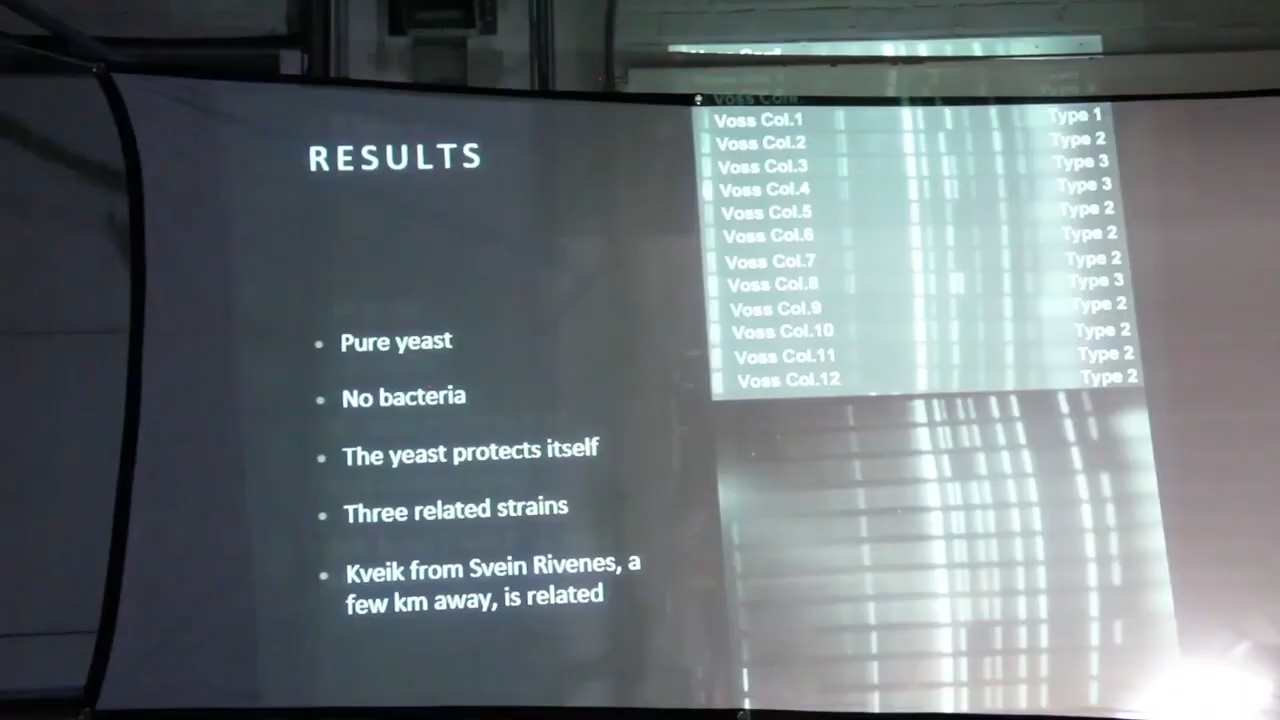 RESULTS
Pure yeast
No bacteria
The yeast protects itself
Three related strains
Kveik from Svein Rivenes, a
few km away, is related
Voss Col.1 Type 1
Voss Col.2 Type 2
Voss Col.3 Type 3
Voss Col.4 Type 3
Voss Col.5 Type 2
Voss Col.6 Type 2
Voss Col.7 Type 2
Voss Col.8 Type 3
Voss Col.9 Type 2
Voss Col.10 Type 2
Voss Col.11 Type 2
Voss Col.12 Type 2